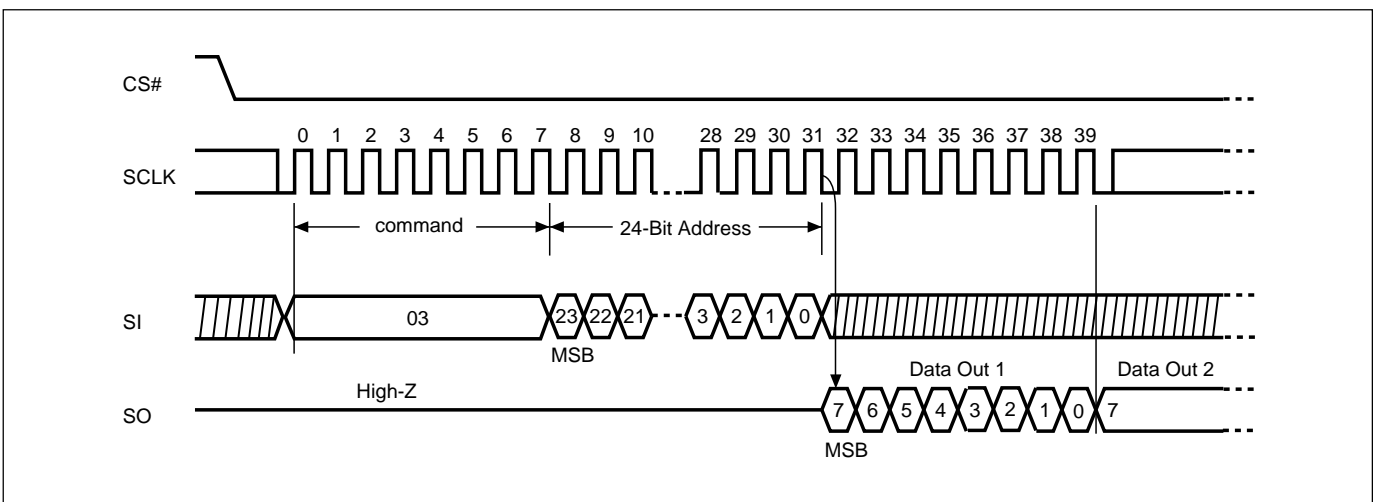 CS#
0 1 2 3 4 5 6 7 8 9 10 28 29 30 31 32 33 34 35 36 37 38 39
SCLK
command 24-Bit Address
SI 03 23 22 21 3 2 1 0
MSB
Data Out 1 Data Out 2
High-Z
SO 7 6 5 4 3 2 1 0 7
MSB